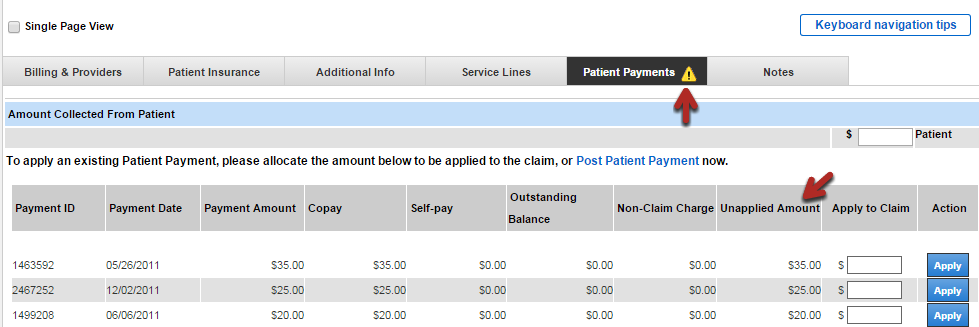 Single Page View
Keyboard navigation tips
Billing & Providers Patient Insurance Additional Info Service Lines Patient Payments Notes
Amount Collected From Patient
$ Patient
To apply an existing Patient Payment, please allocate the amount below to be applied to the claim, or Post Patient Payment now.
Payment ID Payment Date Payment Amount Copay Self-pay Outstanding Balance Non-Claim Charge Unapplied Amount Apply to Claim Action
1463592 05/26/2011 $35.00 $35.00 $0.00 $0.00 $0.00 $35.00 $ Apply
2467252 12/02/2011 $25.00 $25.00 $0.00 $0.00 $0.00 $25.00 $ Apply
1499208 06/06/2011 $20.00 $20.00 $0.00 $0.00 $0.00 $20.00 $ Apply